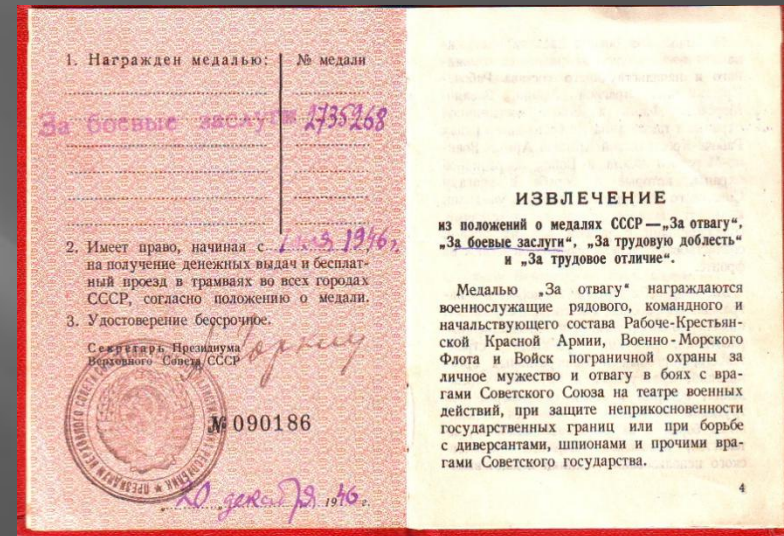 1. Награжден медалью:
№ медали
За боевые заслуги 2735268
2. Имеет право, начиная с 1946 г.
на получение денежных выдач и бесплат-
ный проезд в трамваях во всех городах
СССР, согласно положению о медали.
3. Удостоверение бессрочное.
Секретарь Президиума
Верховного Совета СССР
№ 090186
20 декабря 1946 г.
ИЗВЛЕЧЕНИЕ
из положений о медалях СССР—„За отвагу“,
„За боевые заслуги“, „За трудовую доблесть“
и „За трудовое отличие“.
Медалью „За отвагу“ награждаются
военнослужащие рядового, командного и
начальствующего состава Рабоче-Крестьян-
ской Красной Армии, Военно-Морского
Флота и Войск пограничной охраны за
личное мужество и отвагу в боях с вра-
гами Советского Союза на театре военных
действий, при защите неприкосновенности
государственных границ или при борьбе
с диверсантами, шпионами и прочими вра-
гами Советского государства.
4